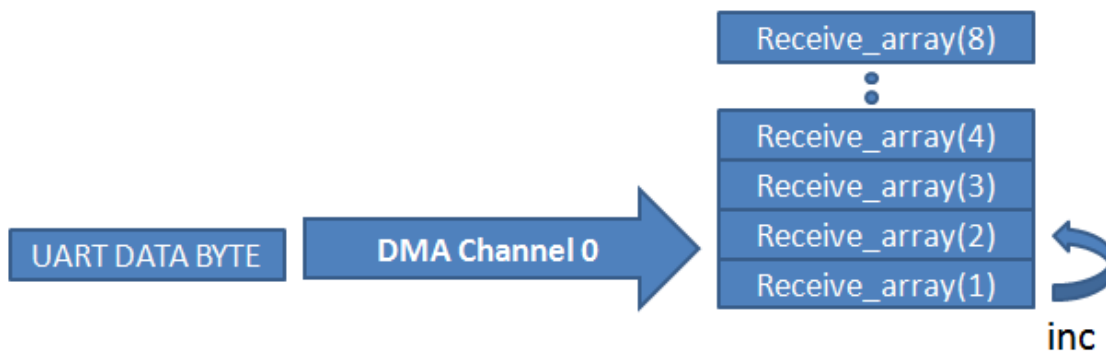 Receive_array(8)
Receive_array(4)
Receive_array(3)
UART DATA BYTE
DMA Channel 0
Receive_array(2)
Receive_array(1)
inc